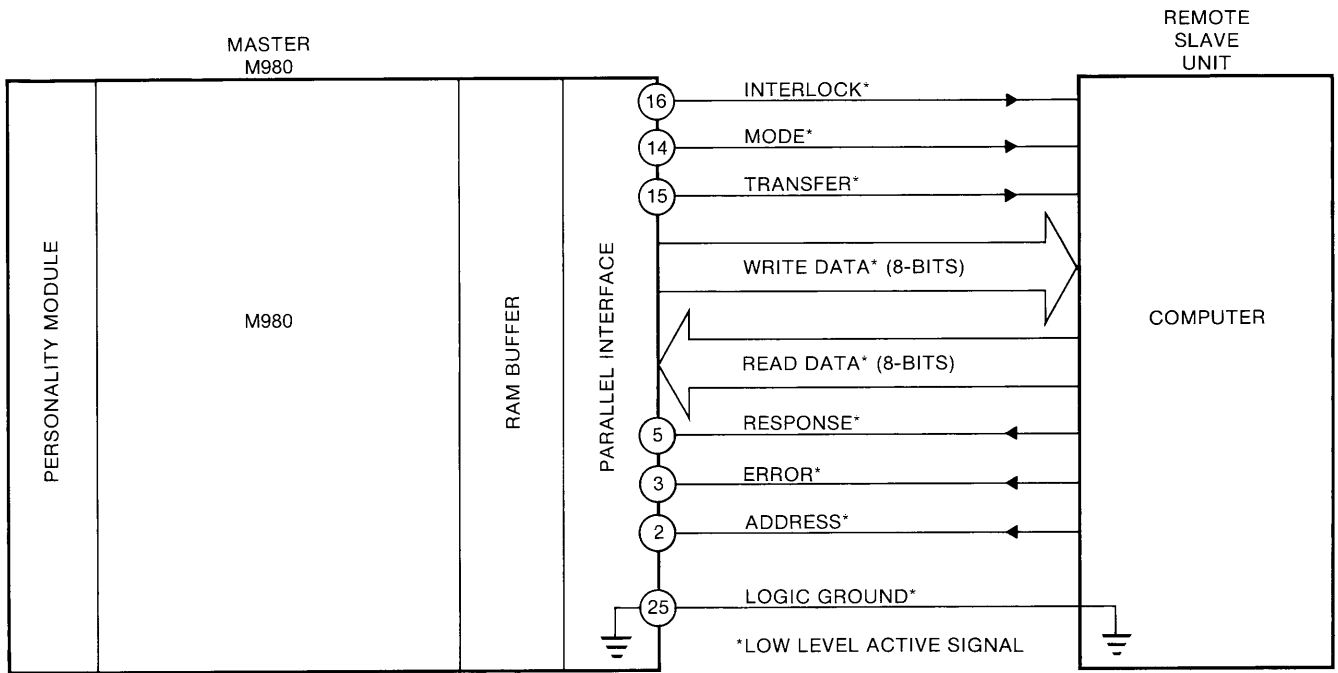 MASTER
M980
REMOTE
SLAVE
UNIT
PERSONALITY MODULE
M980
RAM BUFFER
PARALLEL INTERFACE
16
INTERLOCK*
14
MODE*
15
TRANSFER*
WRITE DATA* (8-BITS)
READ DATA* (8-BITS)
5
RESPONSE*
3
ERROR*
2
ADDRESS*
25
LOGIC GROUND*
*LOW LEVEL ACTIVE SIGNAL
COMPUTER